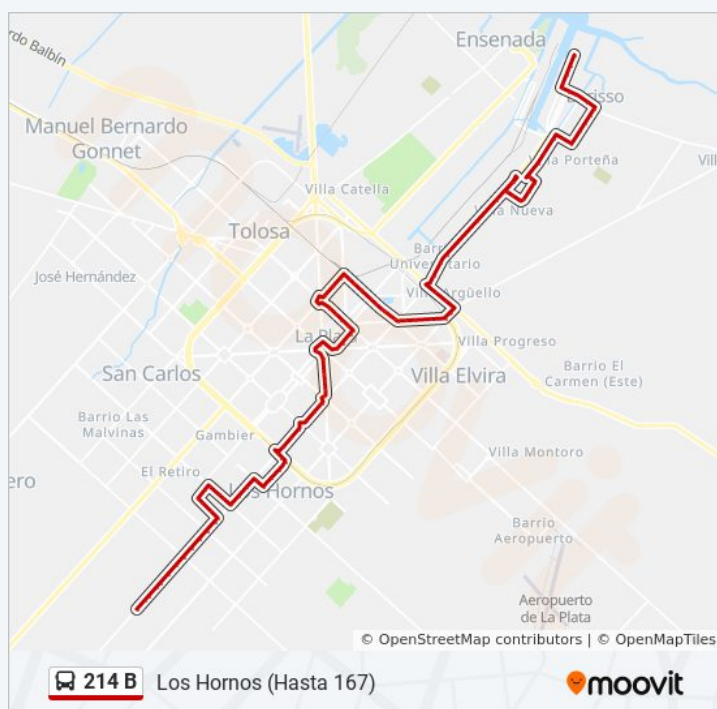 Ensenada
rdo Balbín
Berisso
Manuel Bernardo
Gonnet
Villa Porteña
Vill
Villa Catella
Villa Nueva
Tolosa
Barrio
Universitario
José Hernández
Villa Argüello
La Plata
Villa Progreso
San Carlos
Villa Elvira
Barrio El
Carmen (Este)
Barrio Las
Malvinas
Gambier
Villa Montoro
El Retiro
ero
Los Hornos
Barrio
Aeropuerto
Aeropuerto
de La Plata
© OpenStreetMap contributors | © OpenMapTiles
214 B Los Hornos (Hasta 167)
moovit